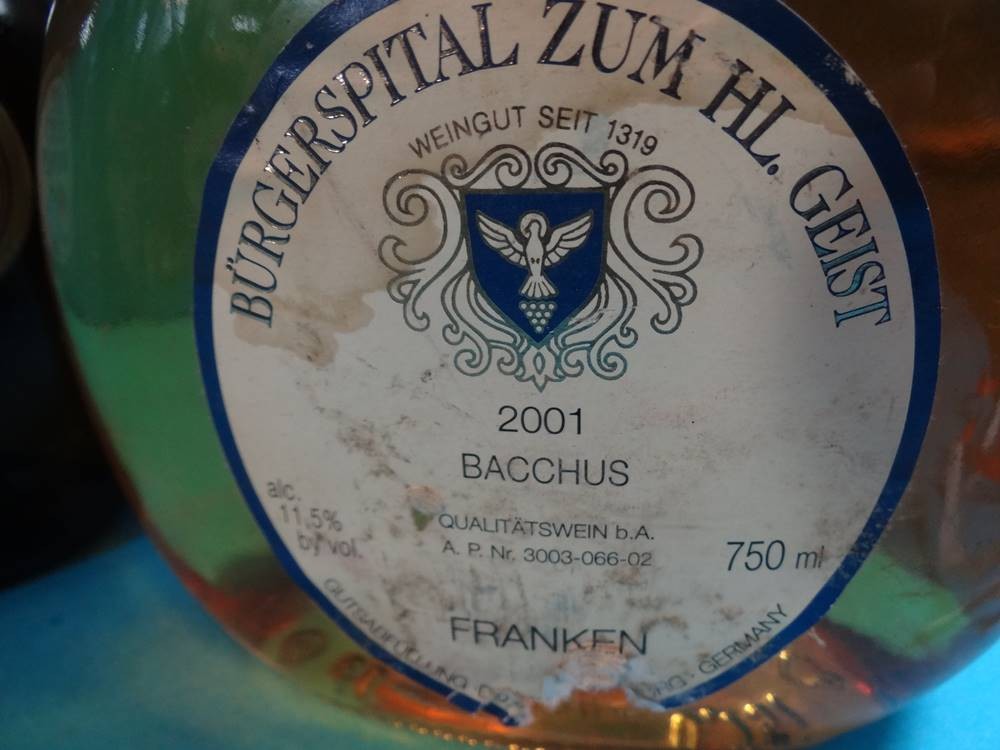 BÜRGERSPITAL ZUM HL. GEIST
WEINGUT SEIT 1319
2001
BACCHUS
alc.
11,5%
by vol.
QUALITÄTSWEIN b.A.
A. P. Nr. 3003-066-02
750 ml
FRANKEN
GERMANY